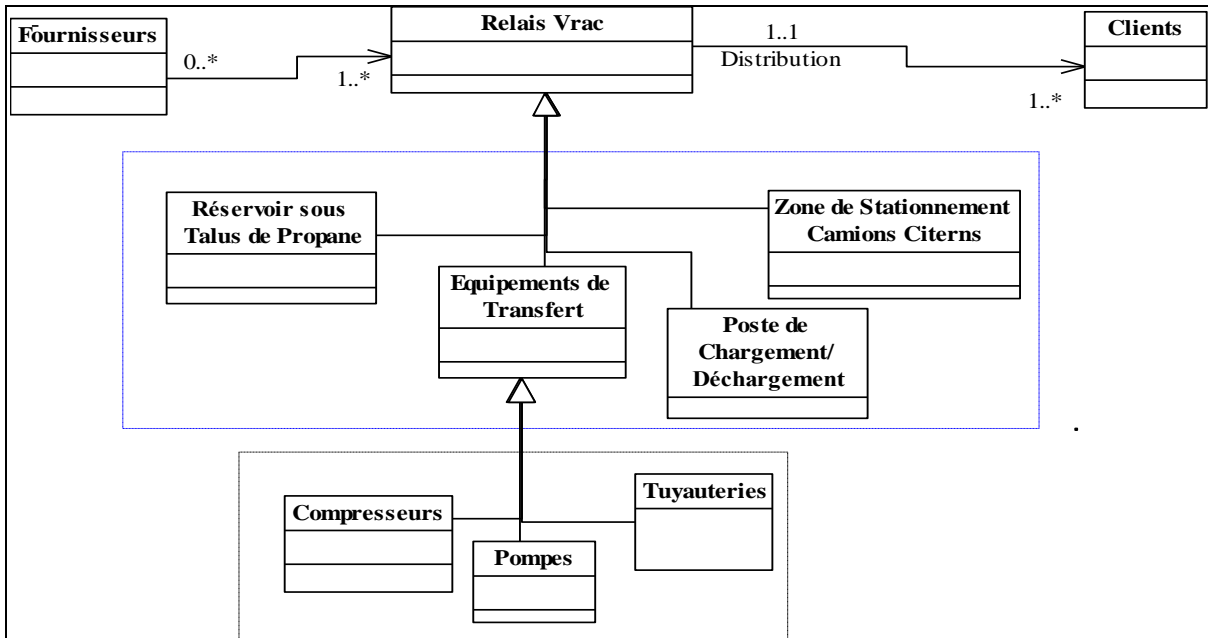 Fournisseurs
Relais Vrac
Clients
0..*
1..*
1..1
Distribution
1..*
Réservoir sous
Talus de Propane
Zone de Stationnement
Camions Citerns
Equipements de
Transfert
Poste de
Chargement/
Déchargement
.
Compresseurs
Tuyauteries
Pompes